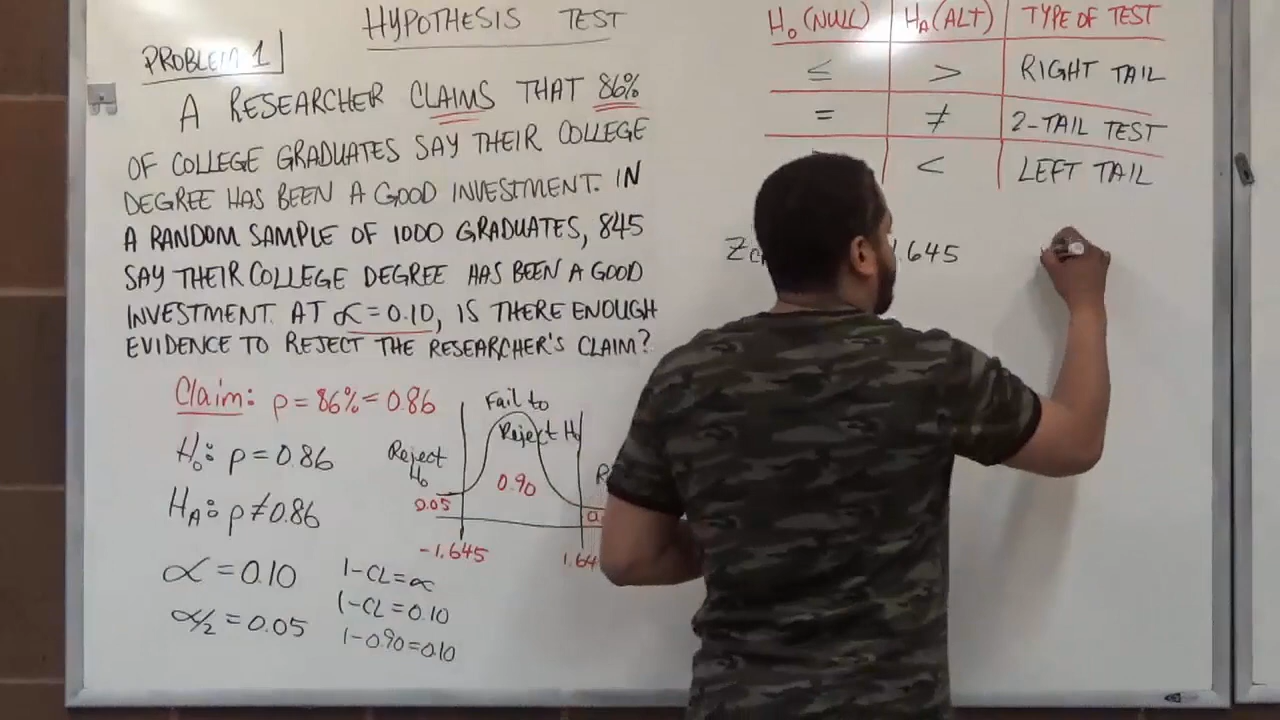 HYPOTHESIS TEST
PROBLEM 1
A RESEARCHER CLAIMS THAT 86%
OF COLLEGE GRADUATES SAY THEIR COLLEGE
DEGREE HAS BEEN A GOOD INVESTMENT. IN
A RANDOM SAMPLE OF 1000 GRADUATES, 845
SAY THEIR COLLEGE DEGREE HAS BEEN A GOOD
INVESTMENT. AT α = 0.10, IS THERE ENOUGH
EVIDENCE TO REJECT THE RESEARCHER'S CLAIM?
Claim: p = 86% = 0.86
H₀: p = 0.86
Hₐ: p ≠ 0.86
α = 0.10
α/2 = 0.05
1-CL = α
1-CL = 0.10
1-0.90 = 0.10
Fail to
Reject H₀
Reject
H₀
0.05
0.90
-1.645
1.64
H₀ (NULL) Hₐ (ALT) TYPE OF TEST
≤ > RIGHT TAIL
= ≠ 2-TAIL TEST
< LEFT TAIL
.645